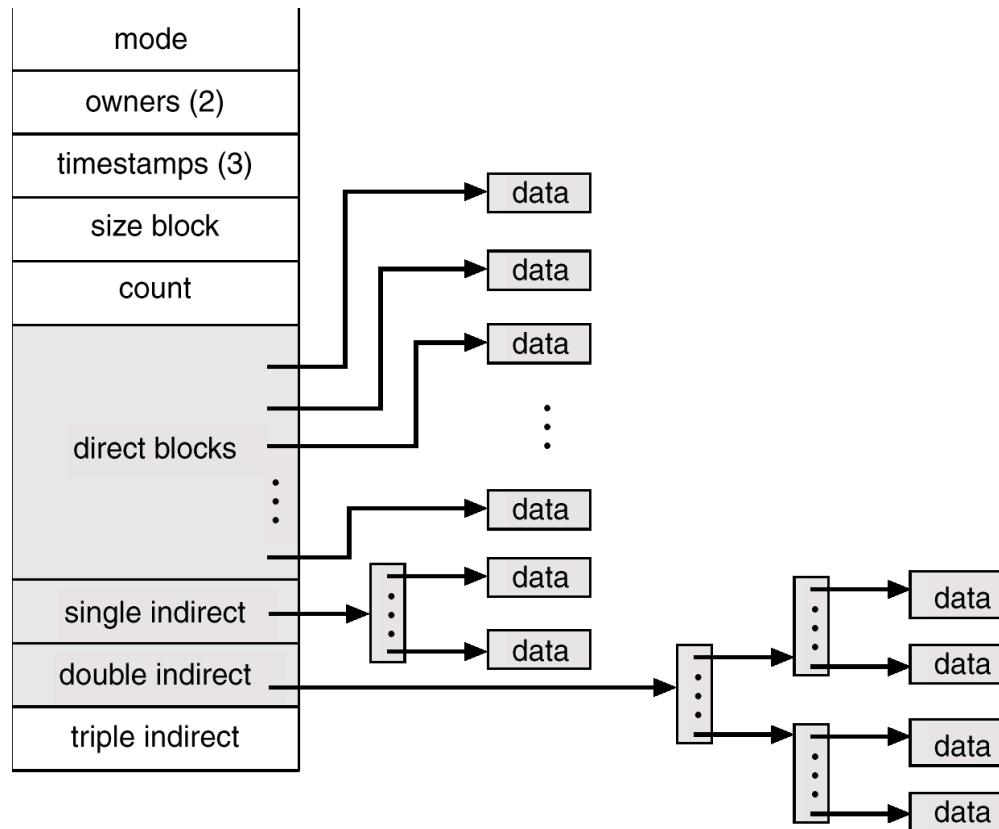 mode
owners (2)
timestamps (3)
size block
count
direct blocks
single indirect
double indirect
triple indirect
data
data
data
data
data
data
data
data
data
data